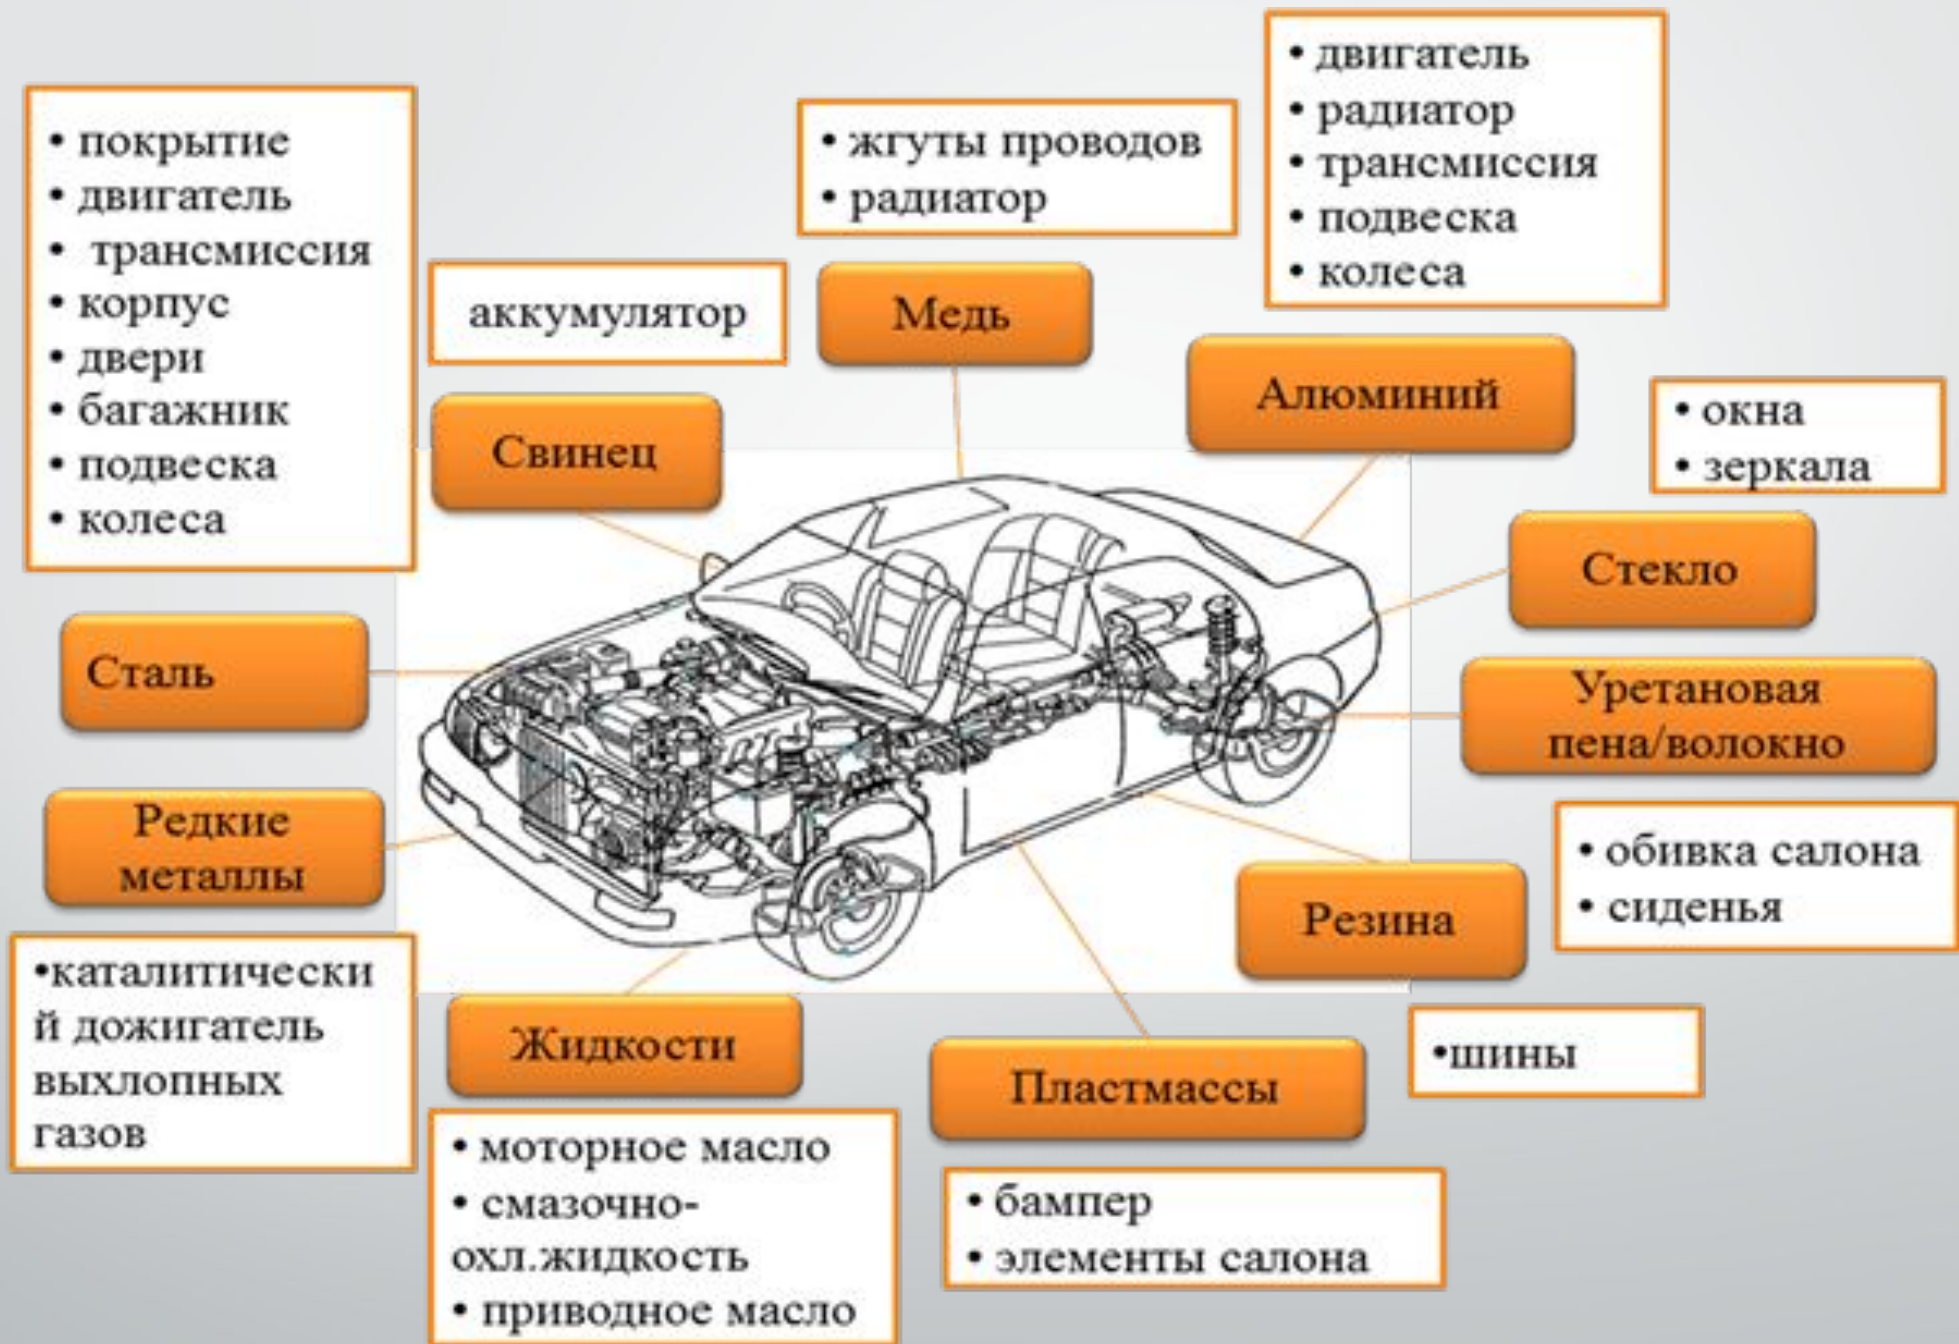 • покрытие
• двигатель
• трансмиссия
• корпус
• двери
• багажник
• подвеска
• колеса
Сталь
аккумулятор
Свинец
• жгуты проводов
• радиатор
Медь
• двигатель
• радиатор
• трансмиссия
• подвеска
• колеса
Алюминий
• окна
• зеркала
Стекло
Уретановая
пена/волокно
• обивка салона
• сиденья
Резина
•шины
Пластмассы
• бампер
• элементы салона
Жидкости
• моторное масло
• смазочно-
охл.жидкость
• приводное масло
Редкие
металлы
•каталитически
й дожигатель
выхлопных
газов